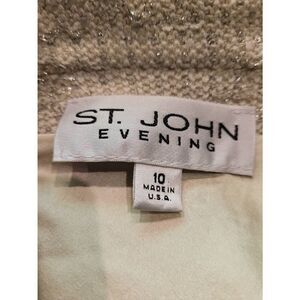 ST. JOHN
EVENING
10
MADE IN
U.S.A.